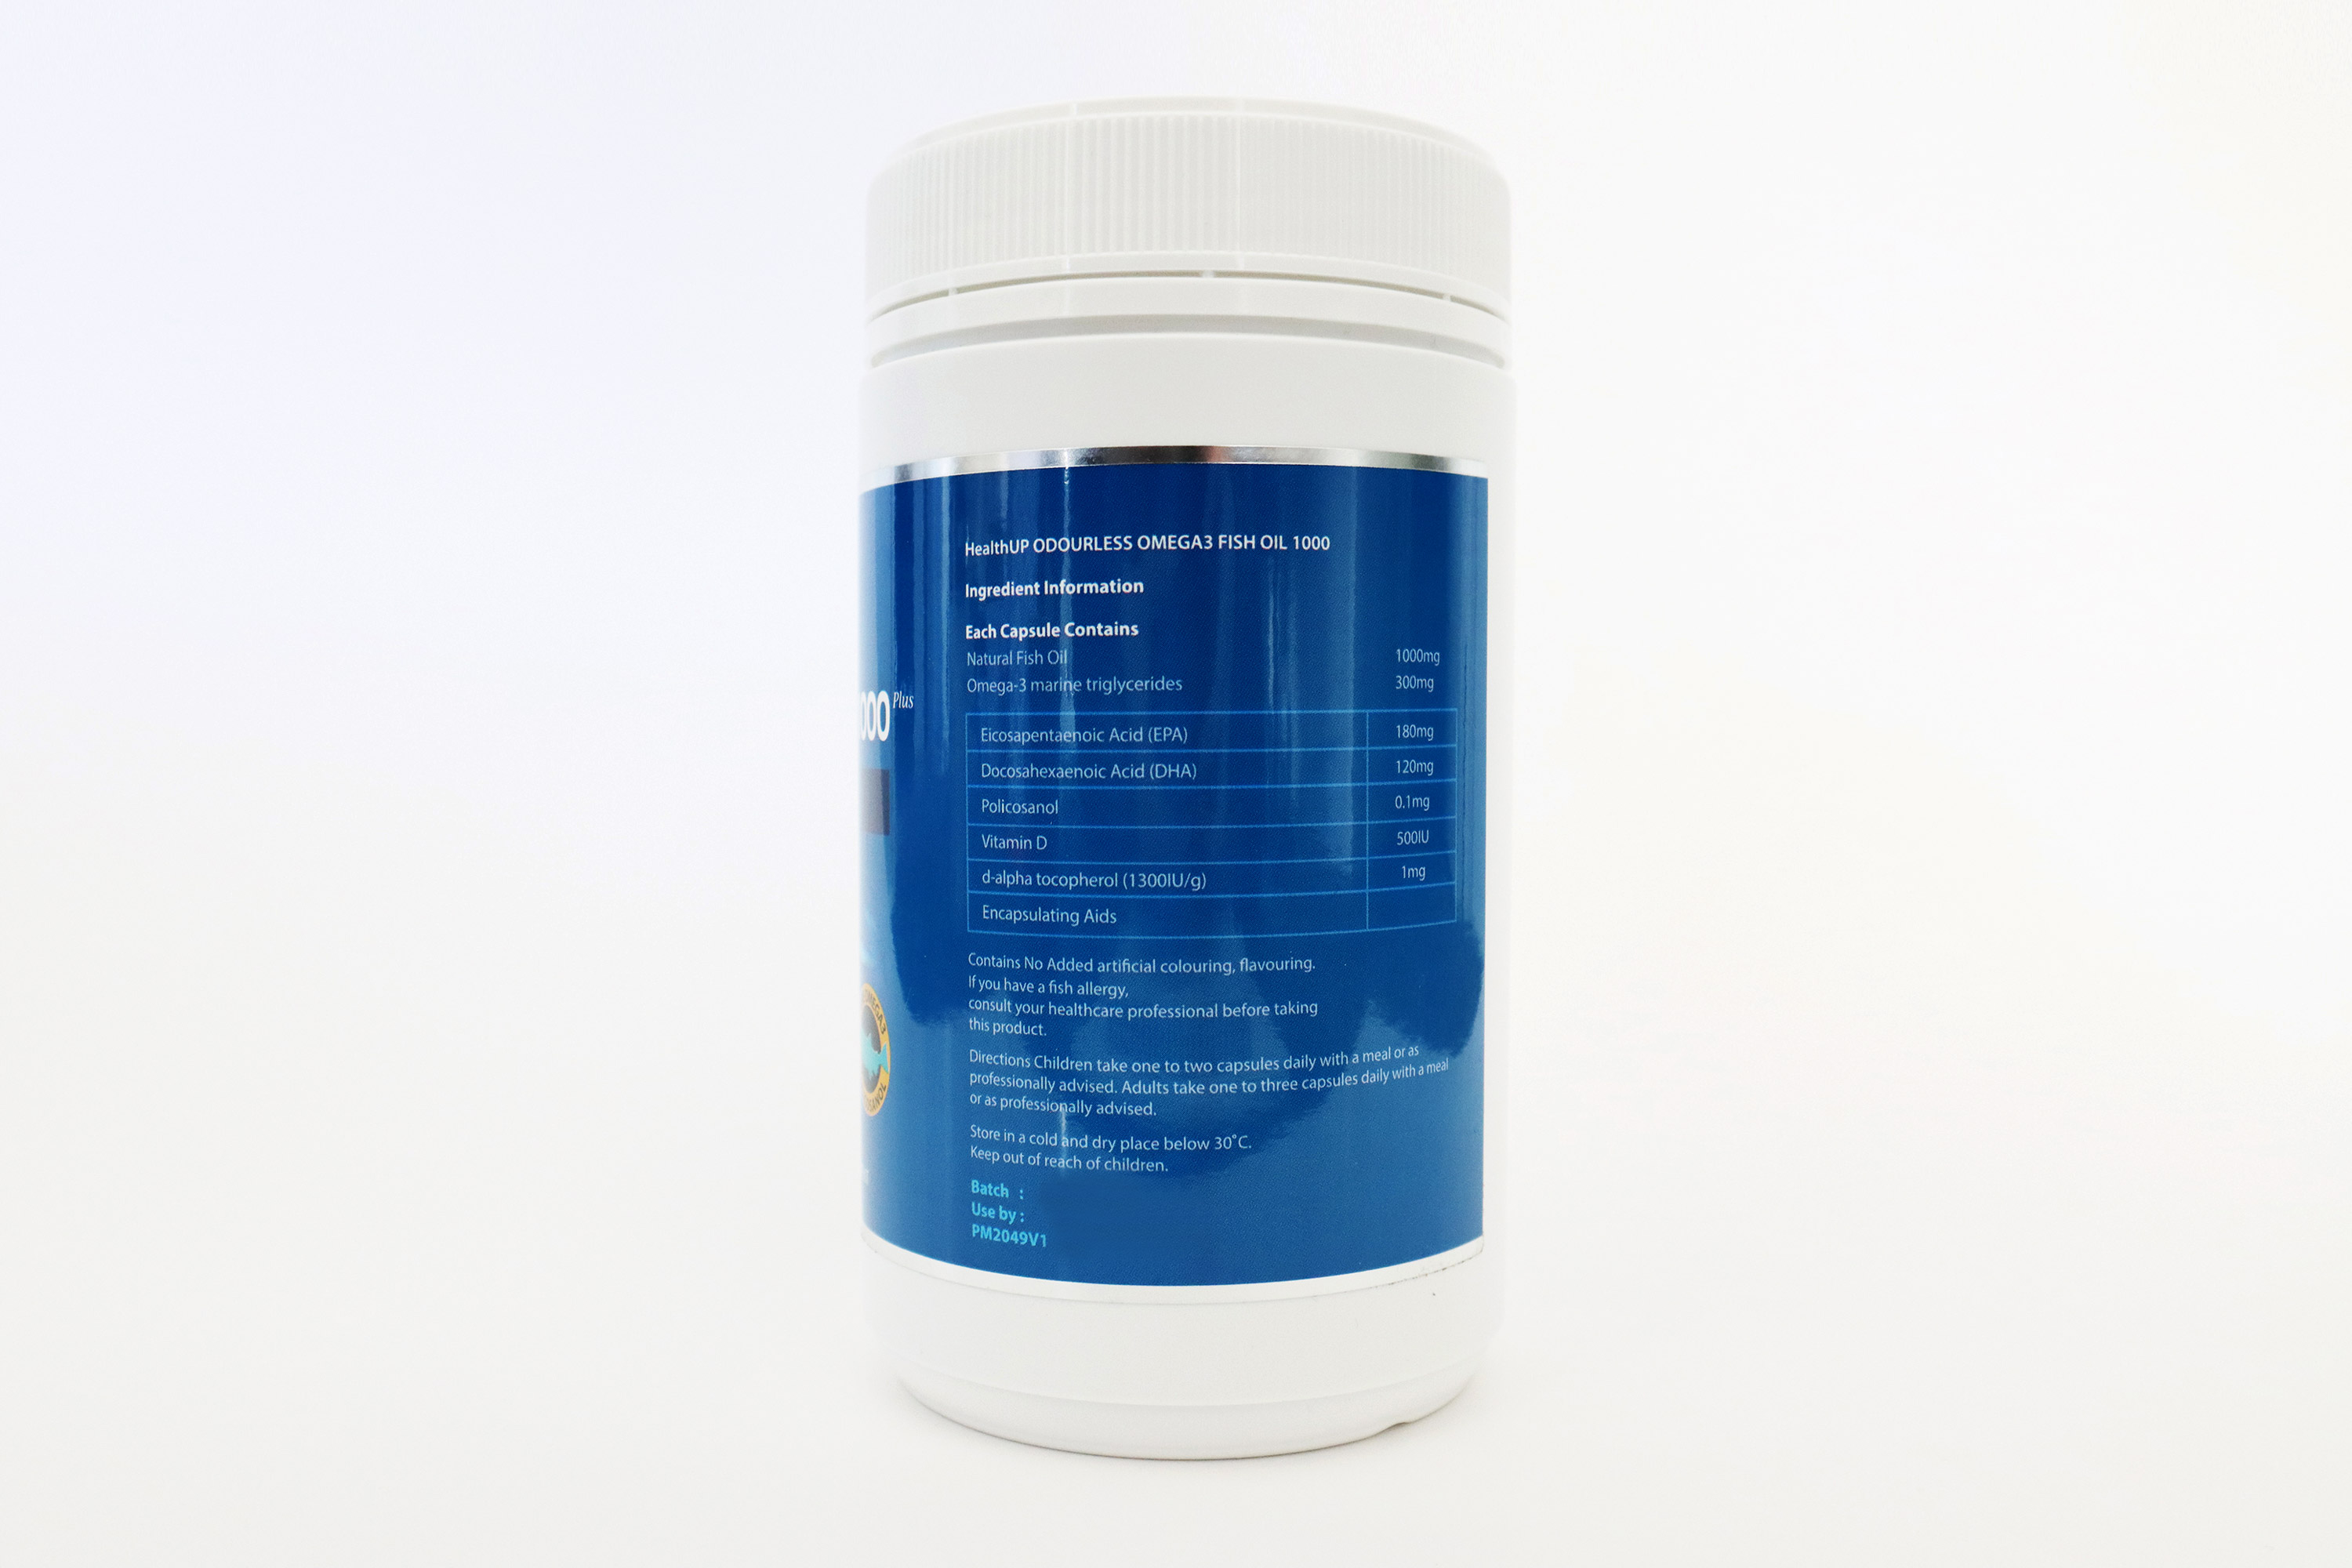 HealthUP ODOURLESS OMEGA3 FISH OIL 1000
Ingredient Information
Each Capsule Contains
Natural Fish Oil 1000mg
Omega-3 marine triglycerides 300mg
Eicosapentaenoic Acid (EPA) 180mg
Docosahexaenoic Acid (DHA) 120mg
Policosanol 0.1mg
Vitamin D 500IU
d-alpha tocopherol (1300IU/g) 1mg
Encapsulating Aids
Contains No Added artificial colouring, flavouring.
If you have a fish allergy,
consult your healthcare professional before taking
this product.
Directions Children take one to two capsules daily with a meal or as
professionally advised. Adults take one to three capsules daily with a meal
or as professionally advised.
Store in a cold and dry place below 30˚C.
Keep out of reach of children.
Batch :
Use by :
PM2049V1
000 Plus
OMEGA3